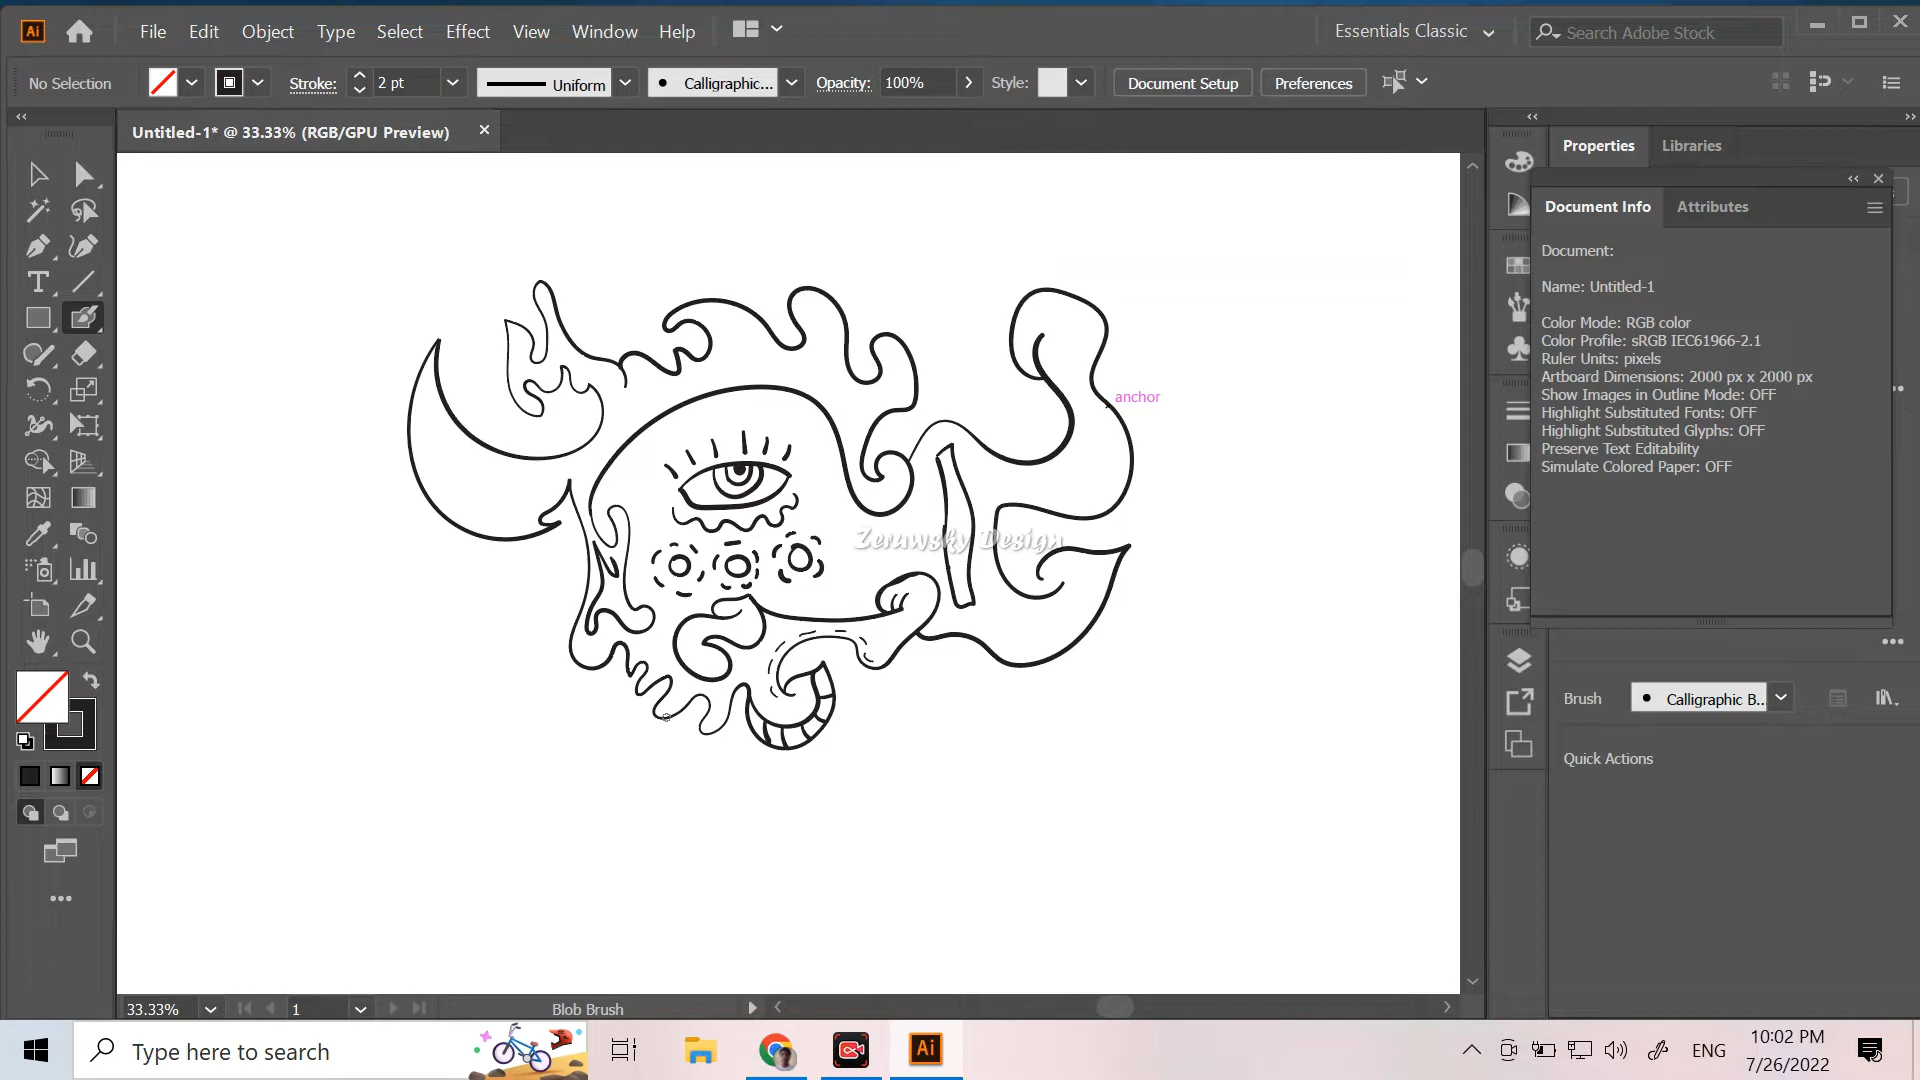 Ai File Edit Object Type Select Effect View Window Help Essentials Classic Search Adobe Stock
No Selection Stroke: 2 pt Uniform Calligraphic... Opacity: 100% Style: Document Setup Preferences
Untitled-1* @ 33.33% (RGB/GPU Preview)
Properties Libraries
Document Info Attributes
Document:
Name: Untitled-1
Color Mode: RGB color
Color Profile: sRGB IEC61966-2.1
Ruler Units: pixels
Artboard Dimensions: 2000 px x 2000 px
Show Images in Outline Mode: OFF
Highlight Substituted Fonts: OFF
Highlight Substituted Glyphs: OFF
Preserve Text Editability
Simulate Colored Paper: OFF
anchor
Zerawsky Design
Brush Calligraphic B...
Quick Actions
33.33% 1 Blob Brush
Type here to search Ai ENG 10:02 PM
7/26/2022